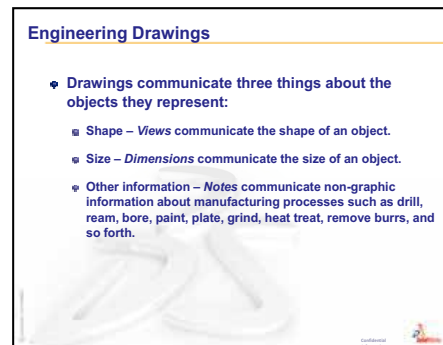 Engineering Drawings
Drawings communicate three things about the
objects they represent:
Shape – Views communicate the shape of an object.
Size – Dimensions communicate the size of an object.
Other information – Notes communicate non-graphic
information about manufacturing processes such as drill,
ream, bore, paint, plate, grind, heat treat, remove burrs, and
so forth.
Confidential